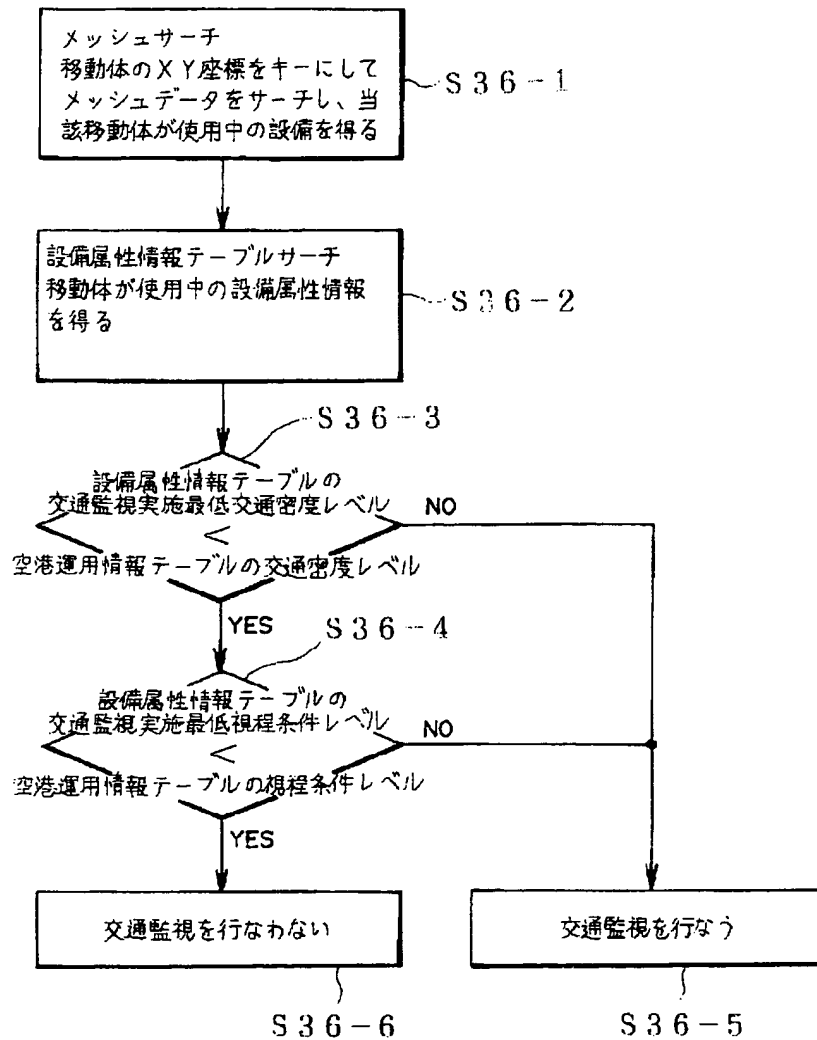 メッシュサーチ
移動体のXY座標をキーにして
メッシュデータをサーチし、当
該移動体が使用中の設備を得る
S36-1
設備属性情報テーブルサーチ
移動体が使用中の設備属性情報
を得る
S36-2
S36-3
設備属性情報テーブルの
交通監視実施最低交通密度レベル
<
空港運用情報テーブルの交通密度レベル
NO
YES
S36-4
設備属性情報テーブルの
交通監視実施最低視程条件レベル
<
空港運用情報テーブルの視程条件レベル
NO
YES
交通監視を行なわない
交通監視を行なう
S36-6
S36-5